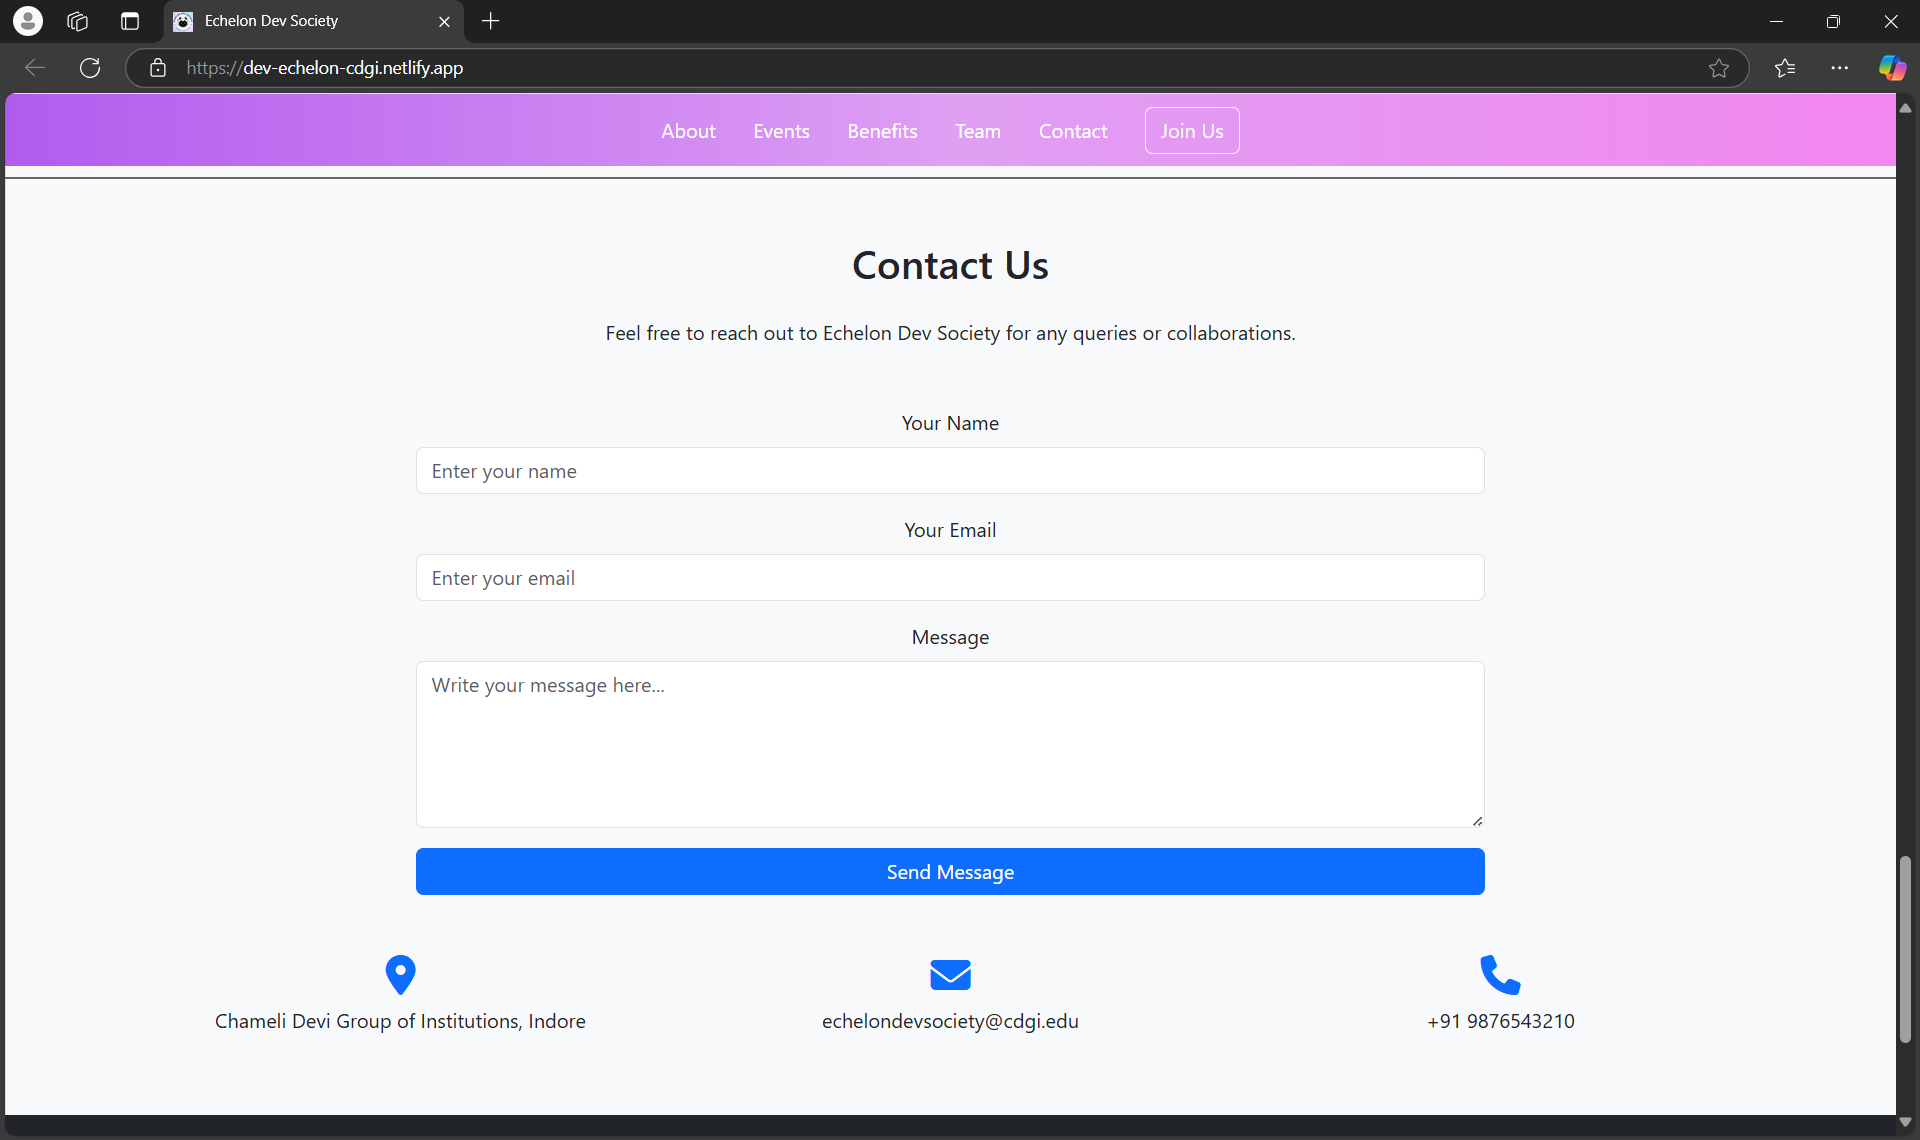 Echelon Dev Society
https://dev-echelon-cdgi.netlify.app
About Events Benefits Team Contact Join Us
Contact Us
Feel free to reach out to Echelon Dev Society for any queries or collaborations.
Your Name
Enter your name
Your Email
Enter your email
Message
Write your message here...
Send Message
Chameli Devi Group of Institutions, Indore
echelondevsociety@cdgi.edu
+91 9876543210